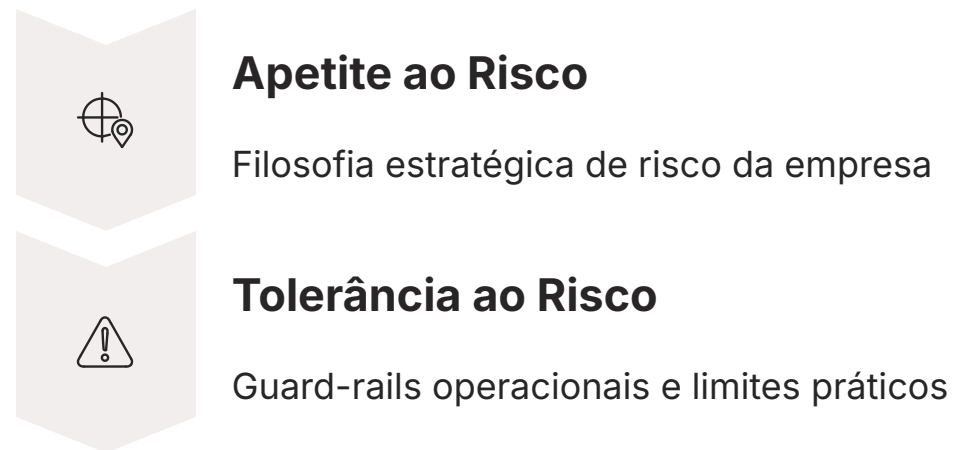 Apetite ao Risco
Filosofia estratégica de risco da empresa
Tolerância ao Risco
Guard-rails operacionais e limites práticos